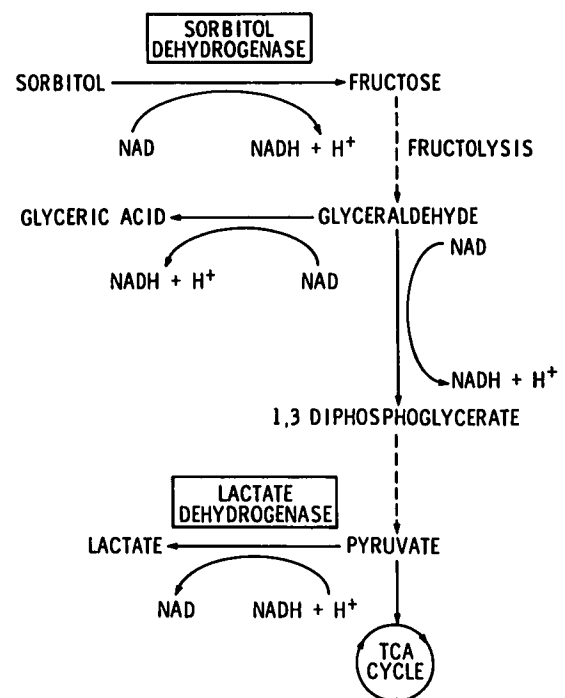 SORBITOL
DEHYDROGENASE
SORBITOL
FRUCTOSE
NAD
NADH + H+
FRUCTOLYSIS
GLYCERIC ACID
GLYCERALDEHYDE
NADH + H+
NAD
NAD
NADH + H+
1,3 DIPHOSPHOGLYCERATE
LACTATE
DEHYDROGENASE
LACTATE
PYRUVATE
NAD
NADH + H+
TCA
CYCLE